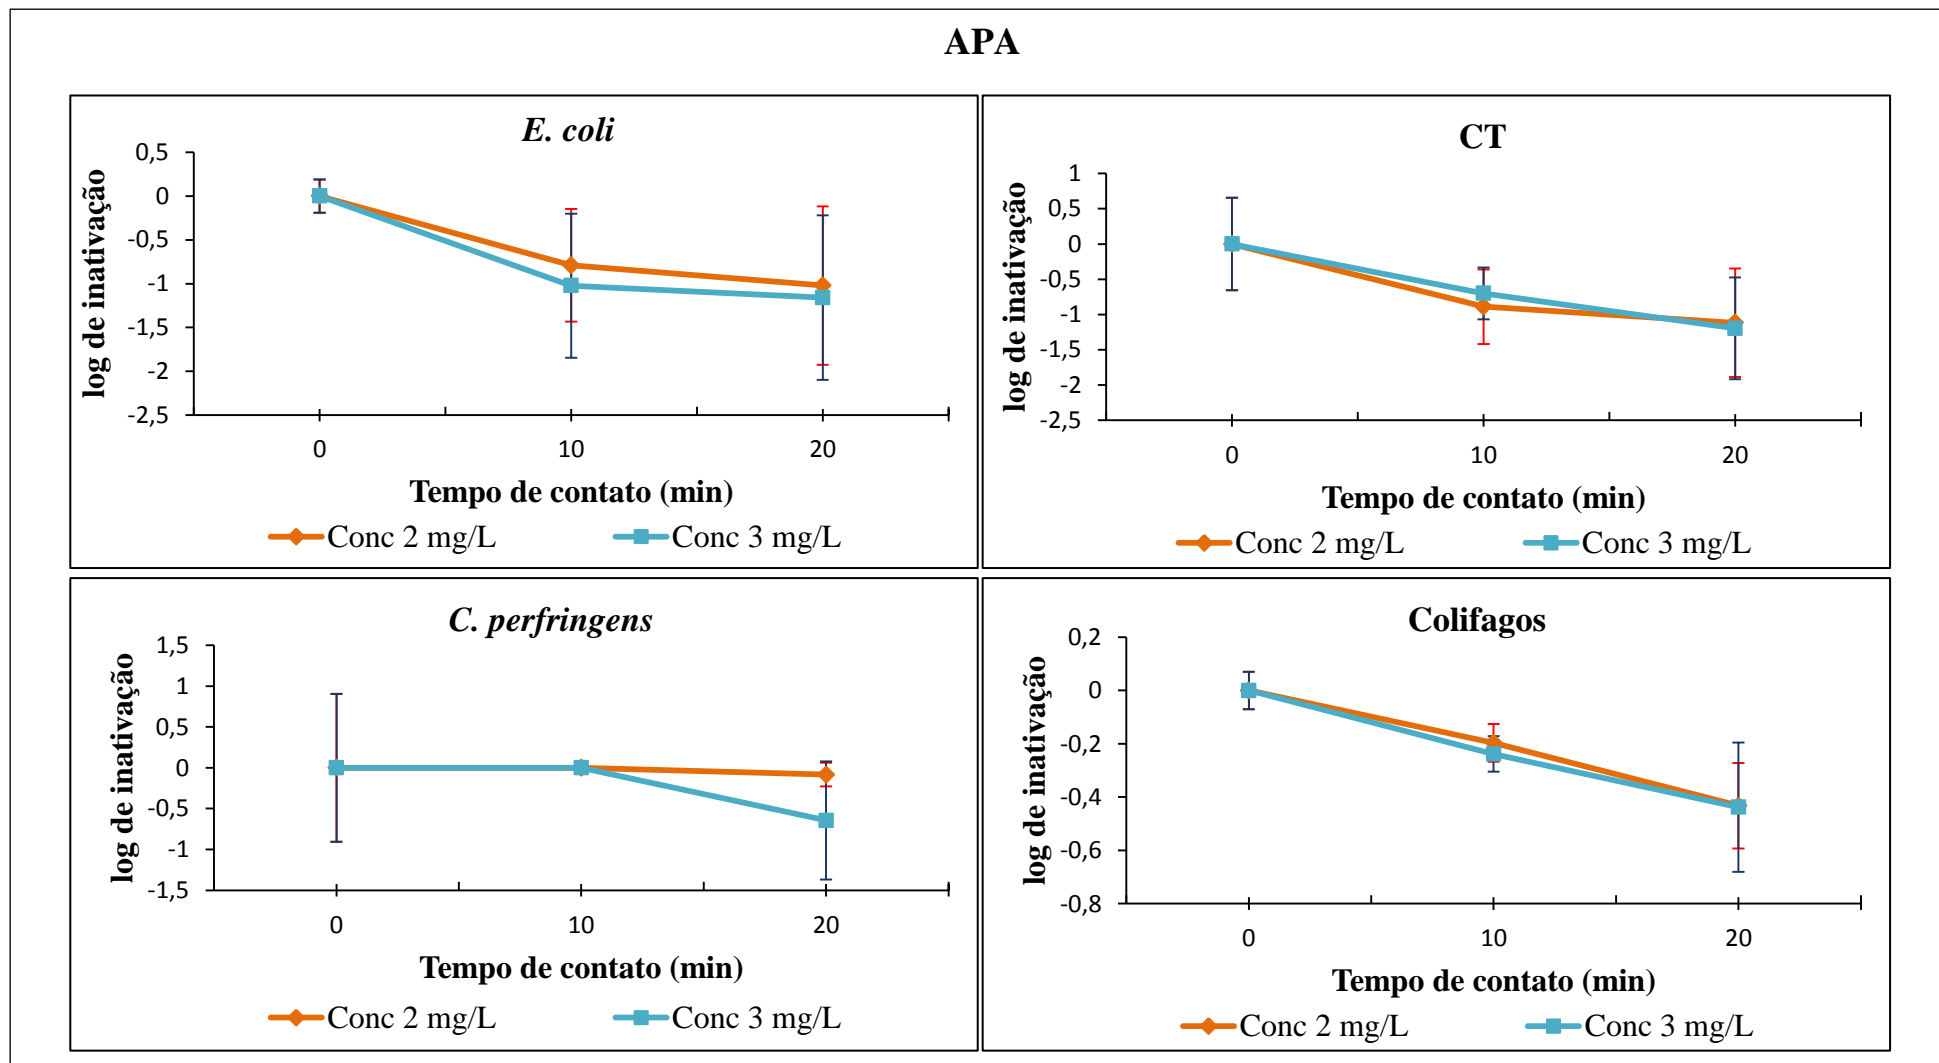 APA
E. coli
log de inativação
0,5
0
-0,5
-1
-1,5
-2
-2,5
0 10 20
Tempo de contato (min)
Conc 2 mg/L Conc 3 mg/L
CT
log de inativação
1
0,5
0
-0,5
-1
-1,5
-2
-2,5
0 10 20
Tempo de contato (min)
Conc 2 mg/L Conc 3 mg/L
C. perfringens
log de inativação
1,5
1
0,5
0
-0,5
-1
-1,5
0 10 20
Tempo de contato (min)
Conc 2 mg/L Conc 3 mg/L
Colifagos
log de inativação
0,2
0
-0,2
-0,4
-0,6
-0,8
0 10 20
Tempo de contato (min)
Conc 2 mg/L Conc 3 mg/L